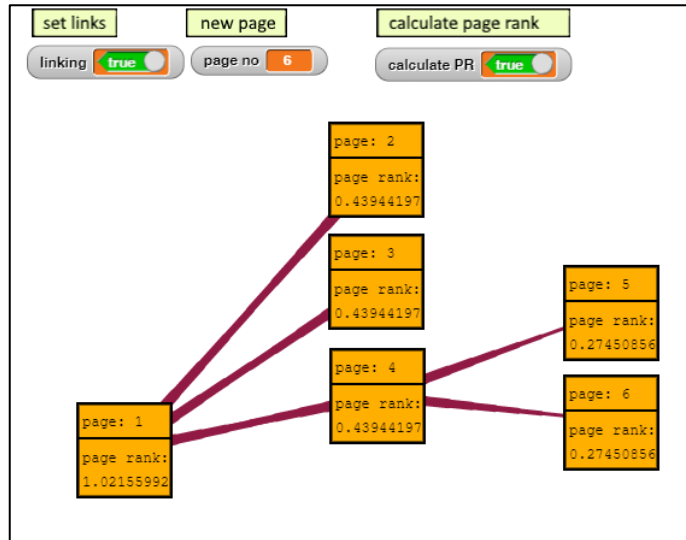 set links
new page
calculate page rank
linking true
page no 6
calculate PR true
page: 2
page rank:
0.43944197
page: 3
page rank:
0.43944197
page: 5
page rank:
0.27450856
page: 4
page rank:
0.43944197
page: 6
page rank:
0.27450856
page: 1
page rank:
1.02155992